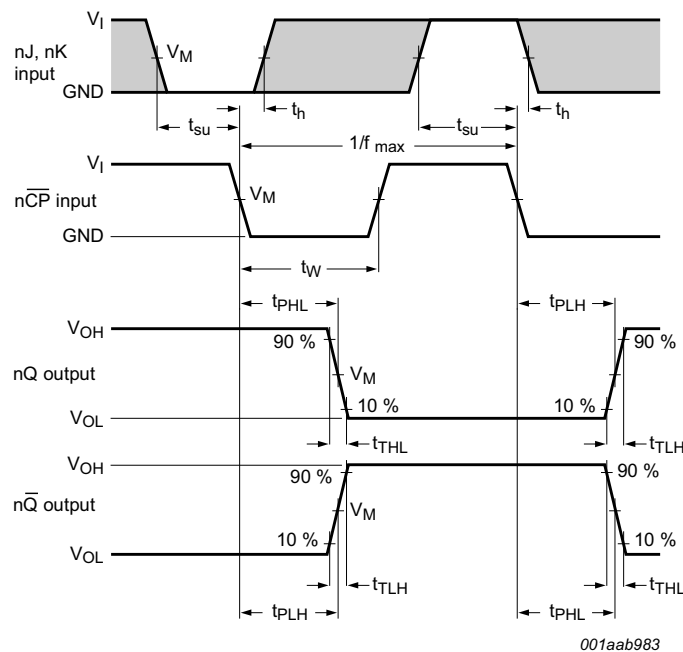 V_I
nJ, nK
input
V_M
GND
t_su
t_h
t_su
t_h
1/f_max
V_I
nC̅P̅ input
V_M
GND
t_W
t_PHL
t_PLH
V_OH
90 %
90 %
nQ output
V_M
10 %
10 %
V_OL
t_THL
t_TLH
V_OH
90 %
90 %
nQ̅ output
V_M
10 %
10 %
V_OL
t_TLH
t_THL
t_PLH
t_PHL
001aab983